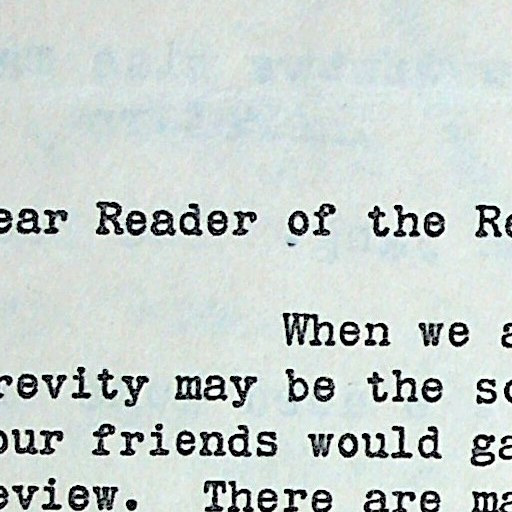 ear Reader of the Re
When we a
revity may be the so
our friends would ga
eview. There are ma